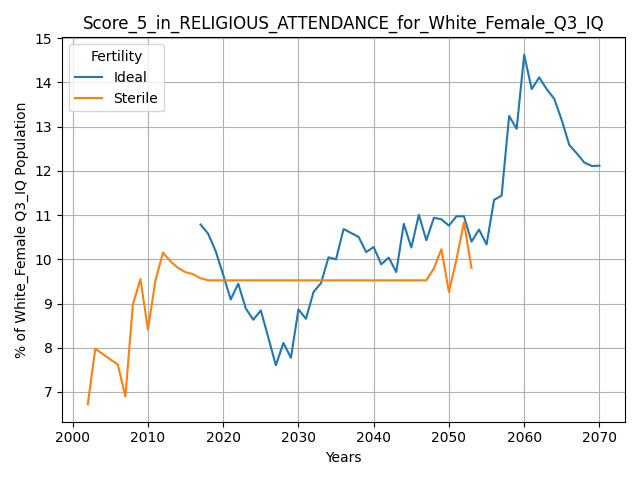 Score_5_in_RELIGIOUS_ATTENDANCE_for_White_Female_Q3_IQ
Fertility
Ideal
Sterile
% of White_Female Q3_IQ Population
15
14
13
12
11
10
9
8
7
2000 2010 2020 2030 2040 2050 2060 2070
Years